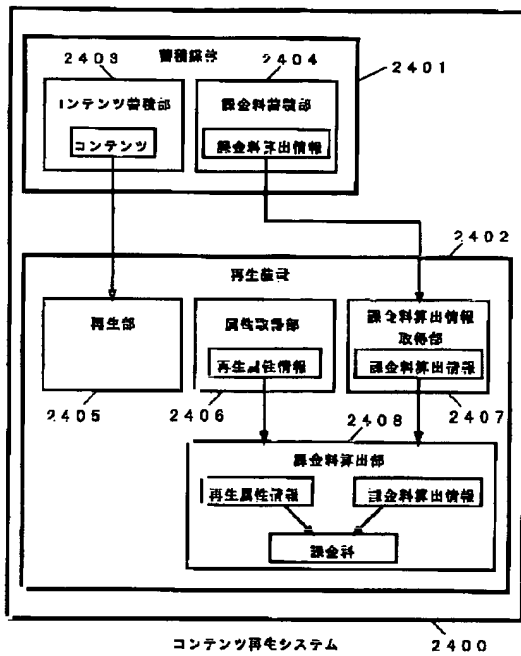 2403
蓄積媒体
2404
2401
コンテンツ蓄積部
課金料蓄積部
コンテンツ
課金料算出情報
2402
再生装置
再生部
属性取得部
課金料算出情報
取得部
再生属性情報
課金料算出情報
2405
2406
2408
2407
課金料算出部
再生属性情報
課金料算出情報
課金料
コンテンツ再生システム
2400